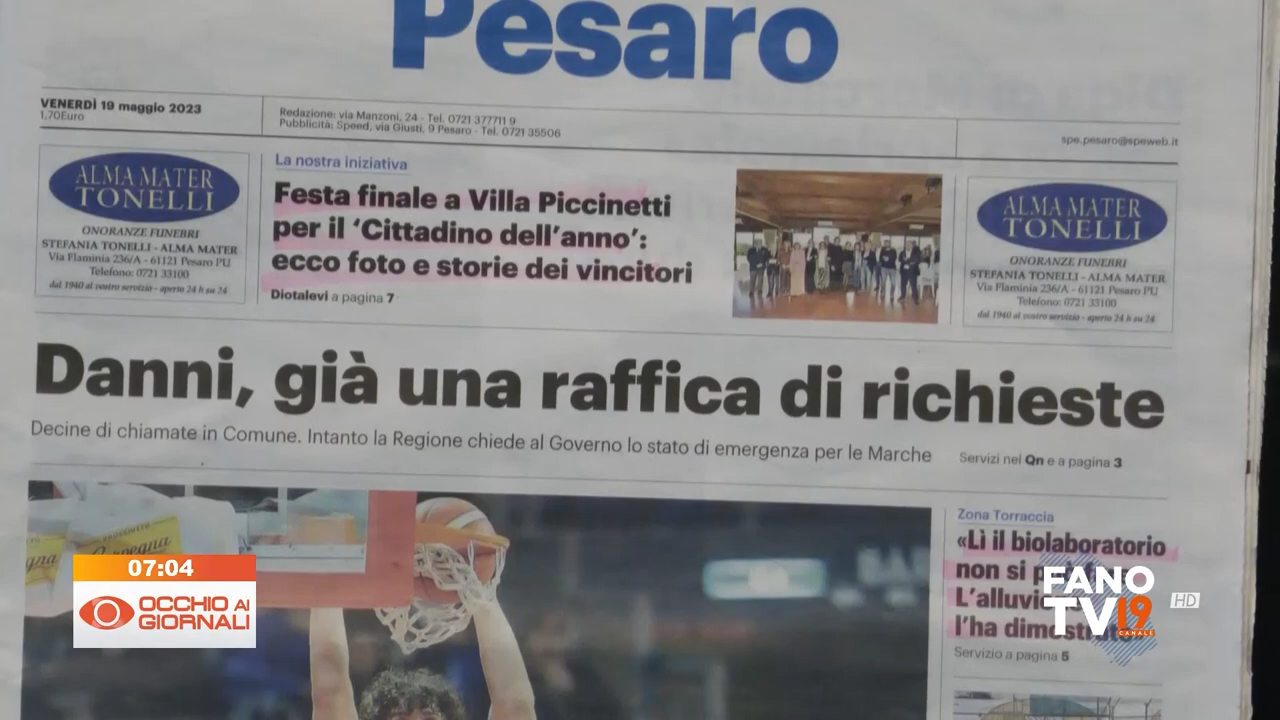 Pesaro
VENERDÌ 19 maggio 2023
1,70Euro
Redazione: via Manzoni, 24 - Tel. 0721 377711 9
Pubblicità: Speed, via Giusti, 9 Pesaro - Tel. 0721 35506
spe.pesaro@speweb.it
ALMA MATER
TONELLI
ONORANZE FUNEBRI
STEFANIA TONELLI - ALMA MATER
Via Flaminia 236/A - 61121 Pesaro PU
Telefono: 0721 33100
dal 1940 al vostro servizio - aperto 24 h su 24
La nostra iniziativa
Festa finale a Villa Piccinetti
per il ‘Cittadino dell’anno’:
ecco foto e storie dei vincitori
Diotalevi a pagina 7
ALMA MATER
TONELLI
ONORANZE FUNEBRI
STEFANIA TONELLI - ALMA MATER
Via Flaminia 236/A - 61121 Pesaro PU
Telefono: 0721 33100
dal 1940 al vostro servizio - aperto 24 h su 24
Danni, già una raffica di richieste
Decine di chiamate in Comune. Intanto la Regione chiede al Governo lo stato di emergenza per le Marche
Servizi nel Qn e a pagina 3
Zona Torraccia
«Lì il biolaboratorio
non si
L’alluvi
l’ha dimostrato»
Servizio a pagina 5
07:04
OCCHIO AI
GIORNALI
FANO
TV 19
CANALE
HD